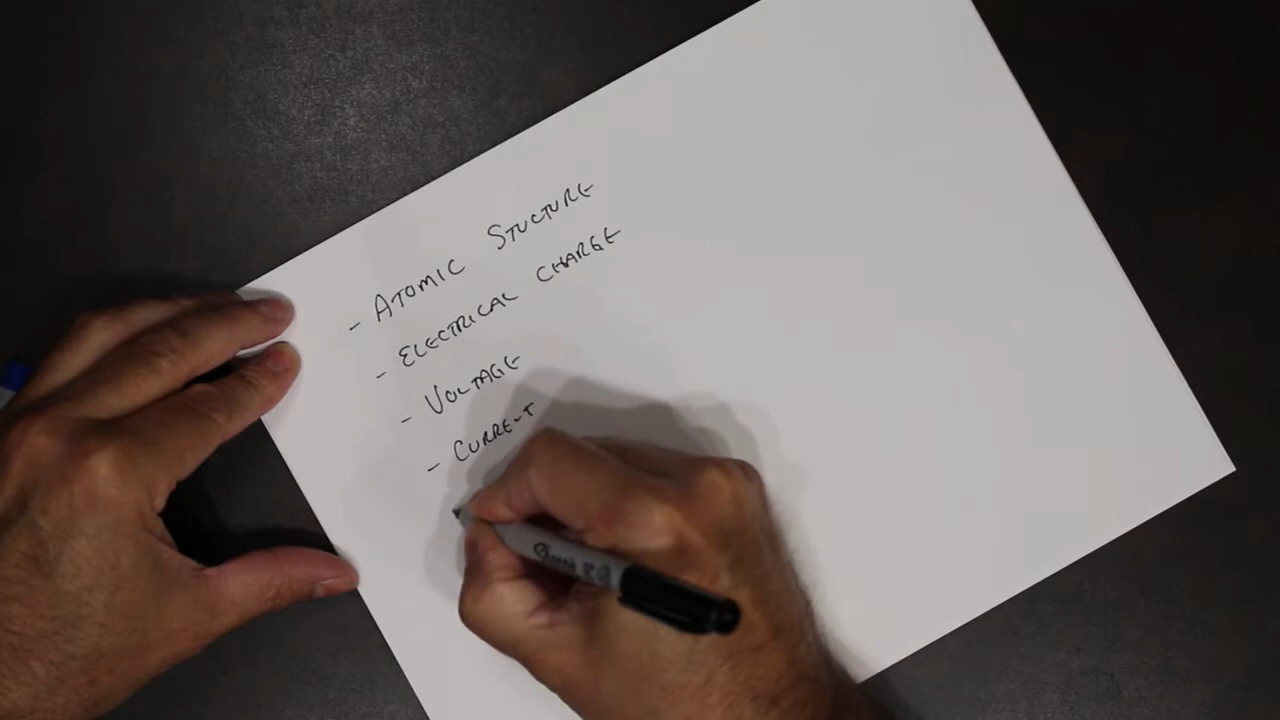 - ATOMIC STUCTURE
- ELECTRICAL CHARGE
- VOLTAGE
- CURRENT